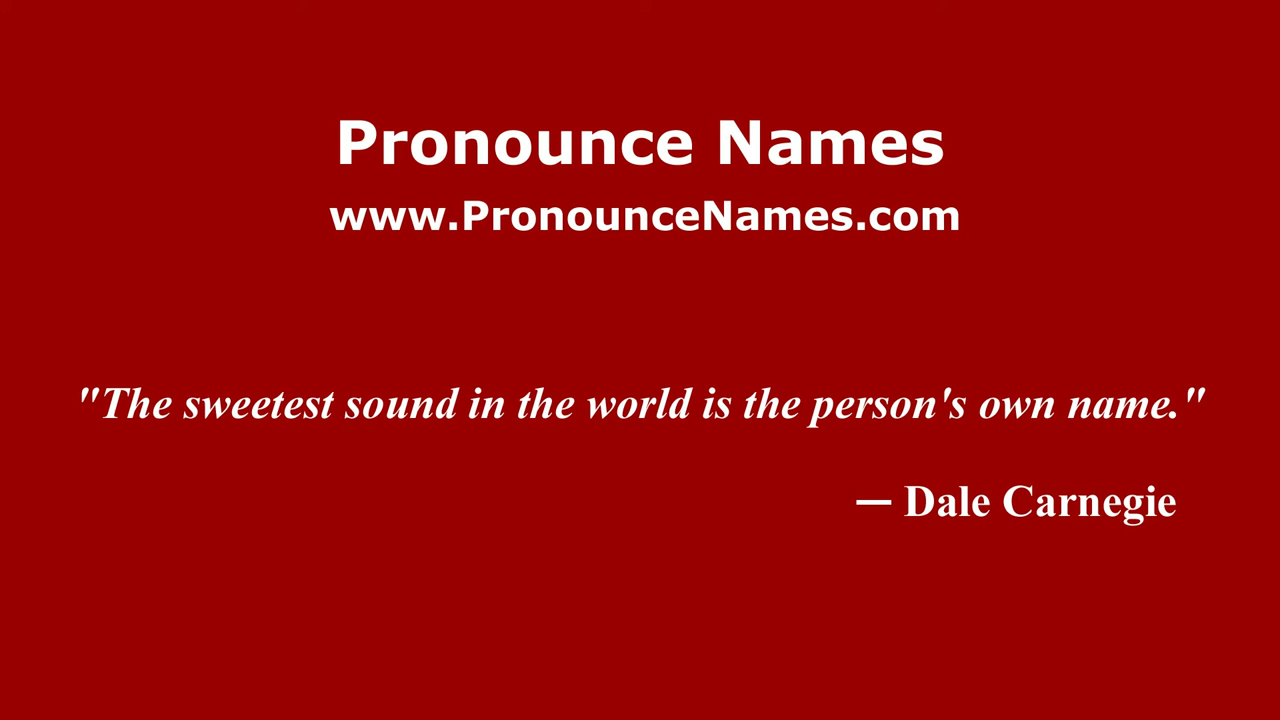 Pronounce Names
www.PronounceNames.com
"The sweetest sound in the world is the person's own name."
— Dale Carnegie